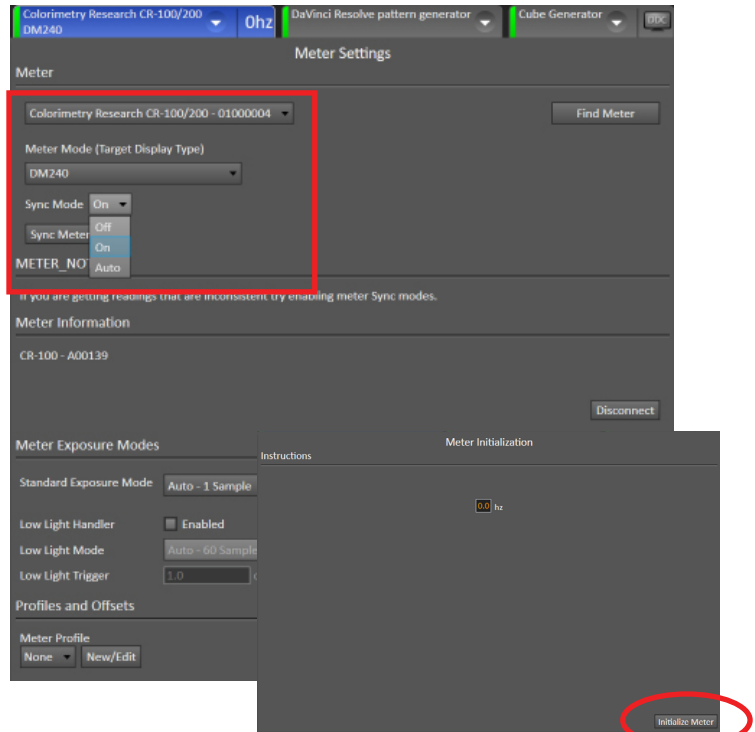 Colorimetry Research CR-100/200
DM240
0hz
DaVinci Resolve pattern generator
Cube Generator
DDC
Meter Settings
Meter
Colorimetry Research CR-100/200 - 01000004
Find Meter
Meter Mode (Target Display Type)
DM240
Sync Mode On
Off
On
Auto
Sync Meter
METER_NO
If you are getting readings that are inconsistent try enabling meter Sync modes.
Meter Information
CR-100 - A00139
Disconnect
Meter Exposure Modes
Standard Exposure Mode Auto - 1 Sample
Low Light Handler Enabled
Low Light Mode Auto - 60 Sample
Low Light Trigger 1.0
Profiles and Offsets
Meter Profile
None New/Edit
Meter Initialization
Instructions
0.0 hz
Initialize Meter